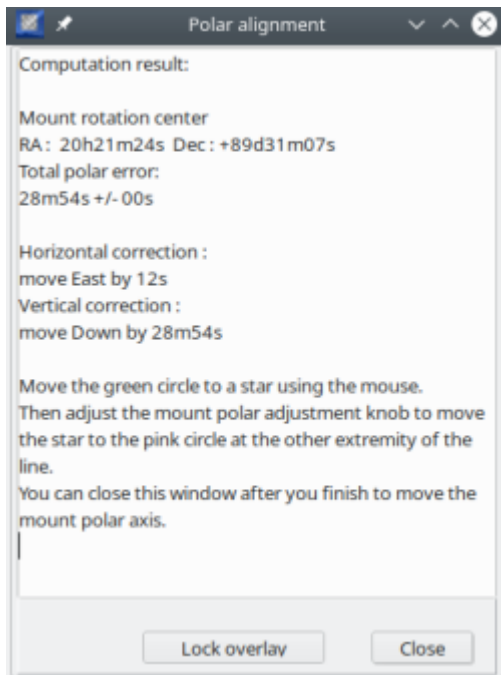 Polar alignment
Computation result:
Mount rotation center
RA : 20h21m24s Dec : +89d31m07s
Total polar error:
28m54s +/- 00s
Horizontal correction :
move East by 12s
Vertical correction :
move Down by 28m54s
Move the green circle to a star using the mouse.
Then adjust the mount polar adjustment knob to move
the star to the pink circle at the other extremity of the
line.
You can close this window after you finish to move the
mount polar axis.
Lock overlay
Close